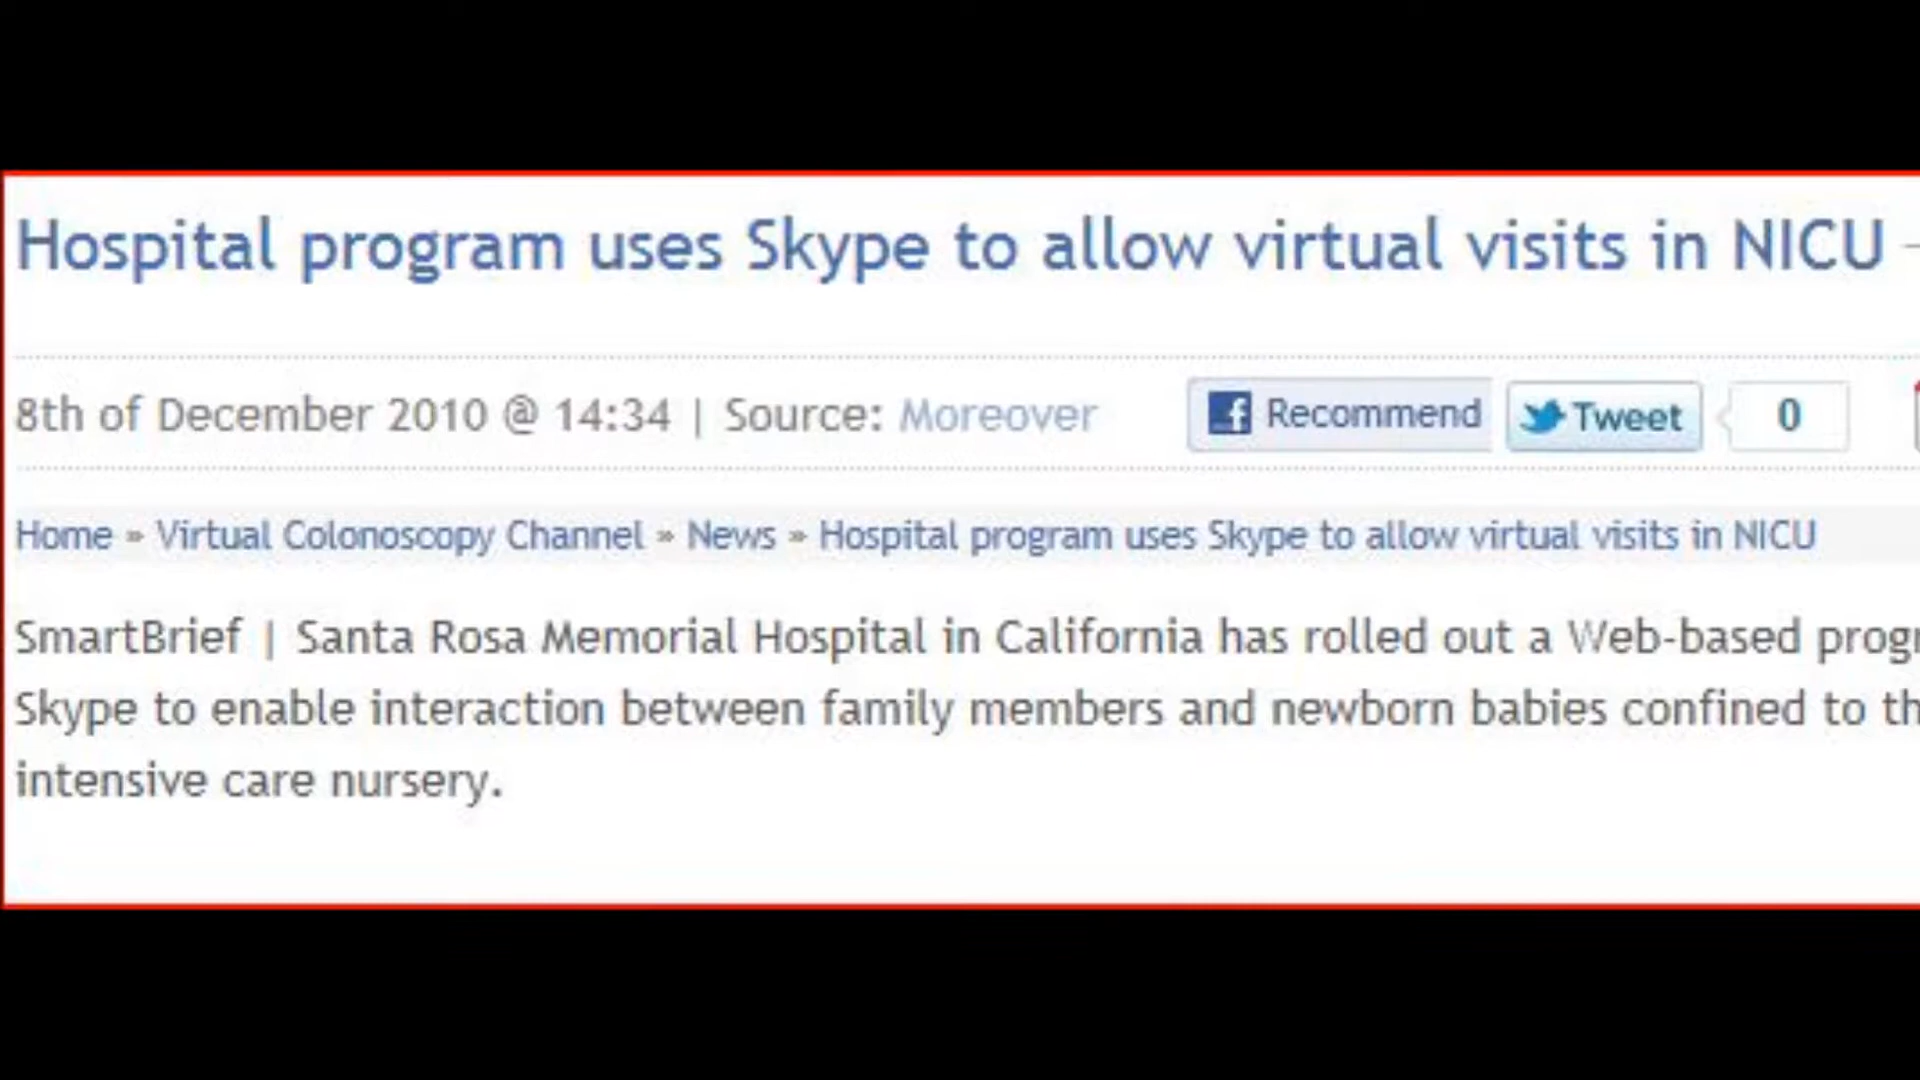 Hospital program uses Skype to allow virtual visits in NICU
8th of December 2010 @ 14:34 | Source: Moreover
Recommend
Tweet
0
Home » Virtual Colonoscopy Channel » News » Hospital program uses Skype to allow virtual visits in NICU
SmartBrief | Santa Rosa Memorial Hospital in California has rolled out a Web-based progr
Skype to enable interaction between family members and newborn babies confined to th
intensive care nursery.